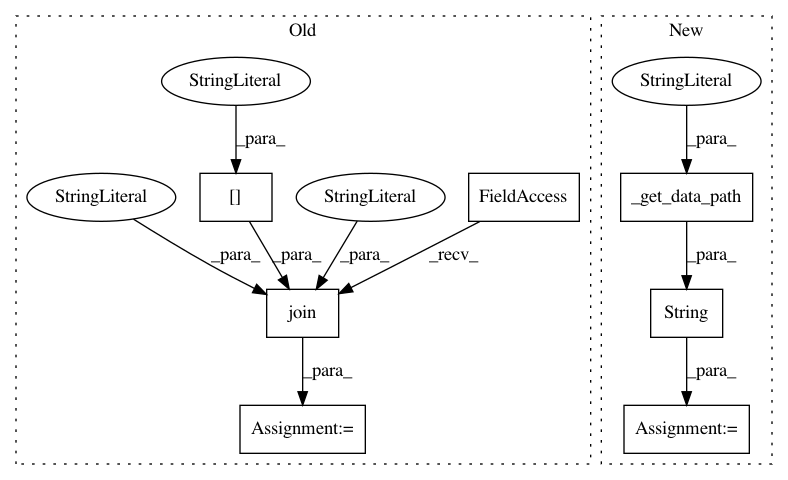 Old
New
StringLiteral
StringLiteral
_para_
_para_
StringLiteral
[]
StringLiteral
FieldAccess
_get_data_path
_para_
_para_
_para_
_recv_
_para_
join
String
_para_
_para_
Assignment:=
Assignment:=